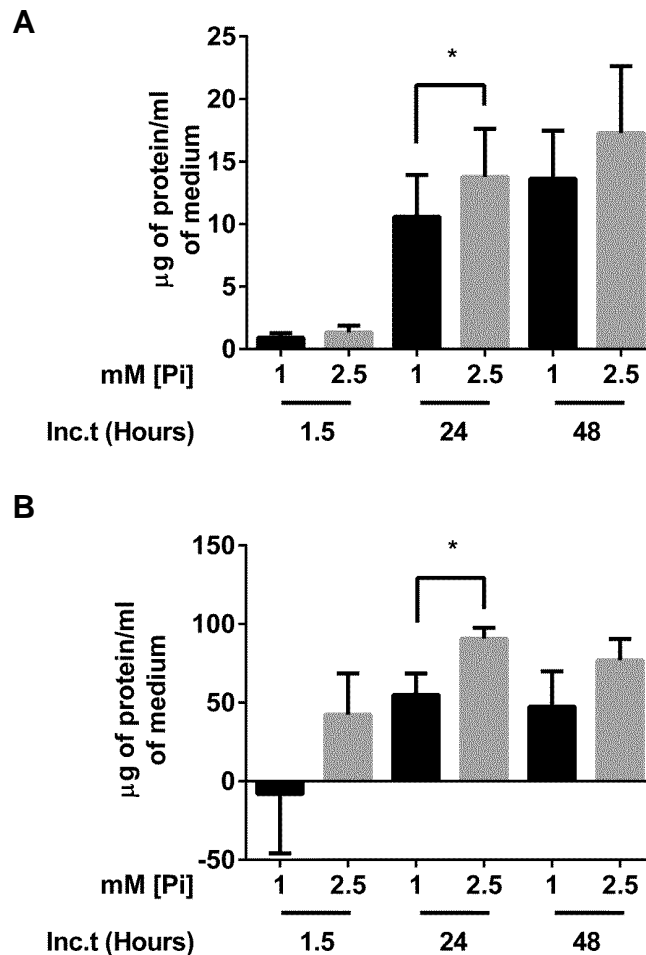 A
25
20
15
10
5
0
µg of protein/ml
of medium
*
mM [Pi] 1 2.5 1 2.5 1 2.5
Inc.t (Hours) 1.5 24 48
B
150
100
50
0
-50
µg of protein/ml
of medium
*
mM [Pi] 1 2.5 1 2.5 1 2.5
Inc.t (Hours) 1.5 24 48